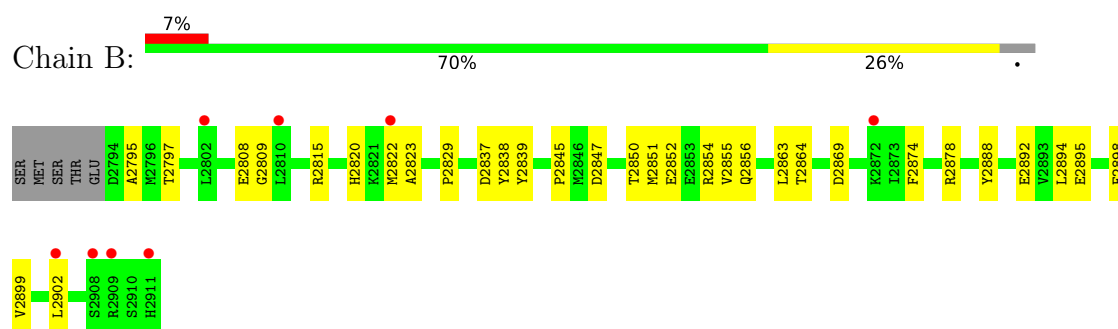 7%
Chain B:
70% 26% •
SER MET SER THR GLU D2794 A2795 M2796 T2797 L2802 E2808 G2809 L2810 R2815 H2820 K2821 M2822 A2823 P2829 D2837 Y2838 Y2839 P2845 M2846 D2847 T2850 M2851 E2852 E2853 R2854 V2855 Q2856 L2863 T2864 D2869 K2872 I2873 F2874 R2878 Y2888 E2892 V2893 L2894 E2895
V2899 L2902 S2908 R2909 S2910 H2911